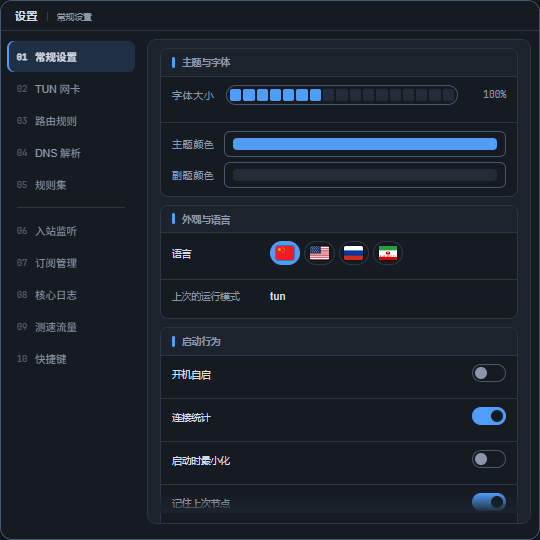 设置 | 常规设置
01 常规设置
02 TUN 网卡
03 路由规则
04 DNS 解析
05 规则集
06 入站监听
07 订阅管理
08 核心日志
09 测速流量
10 快捷键
主题与字体
字体大小 100%
主题颜色
副题颜色
外观与语言
语言
上次的运行模式 tun
启动行为
开机自启
连接统计
启动时最小化
记住上次节点